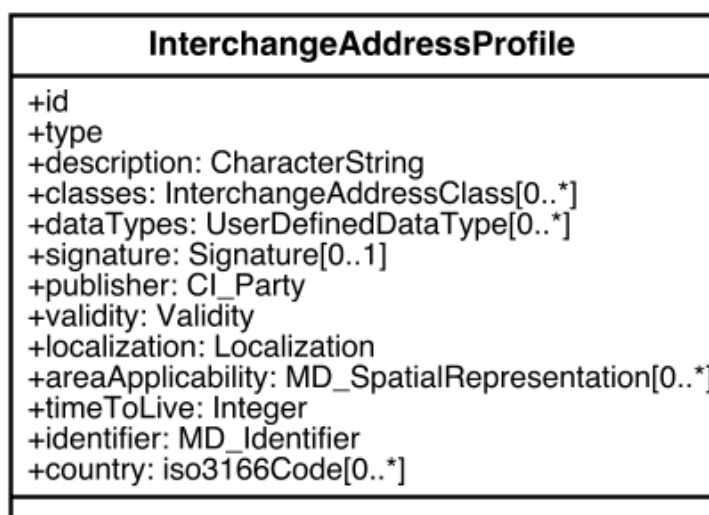 InterchangeAddressProfile
+id
+type
+description: CharacterString
+classes: InterchangeAddressClass[0..*]
+dataTypes: UserDefinedDataType[0..*]
+signature: Signature[0..1]
+publisher: CI_Party
+validity: Validity
+localization: Localization
+areaApplicability: MD_SpatialRepresentation[0..*]
+timeToLive: Integer
+identifier: MD_Identifier
+country: iso3166Code[0..*]